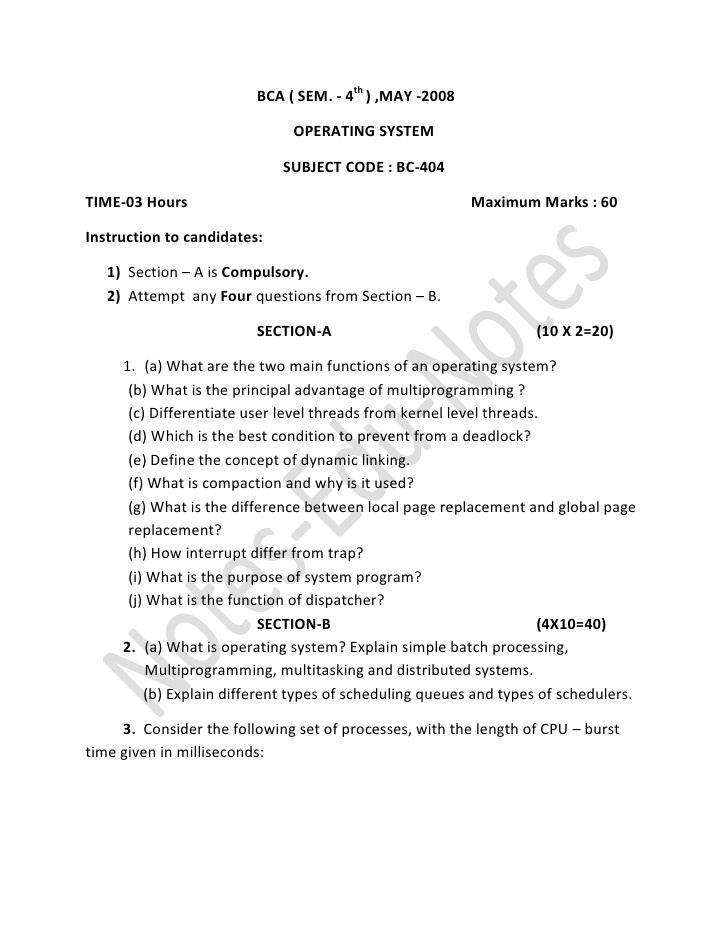 BCA ( SEM. - 4th ) ,MAY -2008
OPERATING SYSTEM
SUBJECT CODE : BC-404
TIME-03 Hours Maximum Marks : 60
Instruction to candidates:
1) Section – A is Compulsory.
2) Attempt any Four questions from Section – B.
SECTION-A (10 X 2=20)
1. (a) What are the two main functions of an operating system?
(b) What is the principal advantage of multiprogramming ?
(c) Differentiate user level threads from kernel level threads.
(d) Which is the best condition to prevent from a deadlock?
(e) Define the concept of dynamic linking.
(f) What is compaction and why is it used?
(g) What is the difference between local page replacement and global page
replacement?
(h) How interrupt differ from trap?
(i) What is the purpose of system program?
(j) What is the function of dispatcher?
SECTION-B (4X10=40)
2. (a) What is operating system? Explain simple batch processing,
Multiprogramming, multitasking and distributed systems.
(b) Explain different types of scheduling queues and types of schedulers.
3. Consider the following set of processes, with the length of CPU – burst
time given in milliseconds:
Notes-Edu-Notes